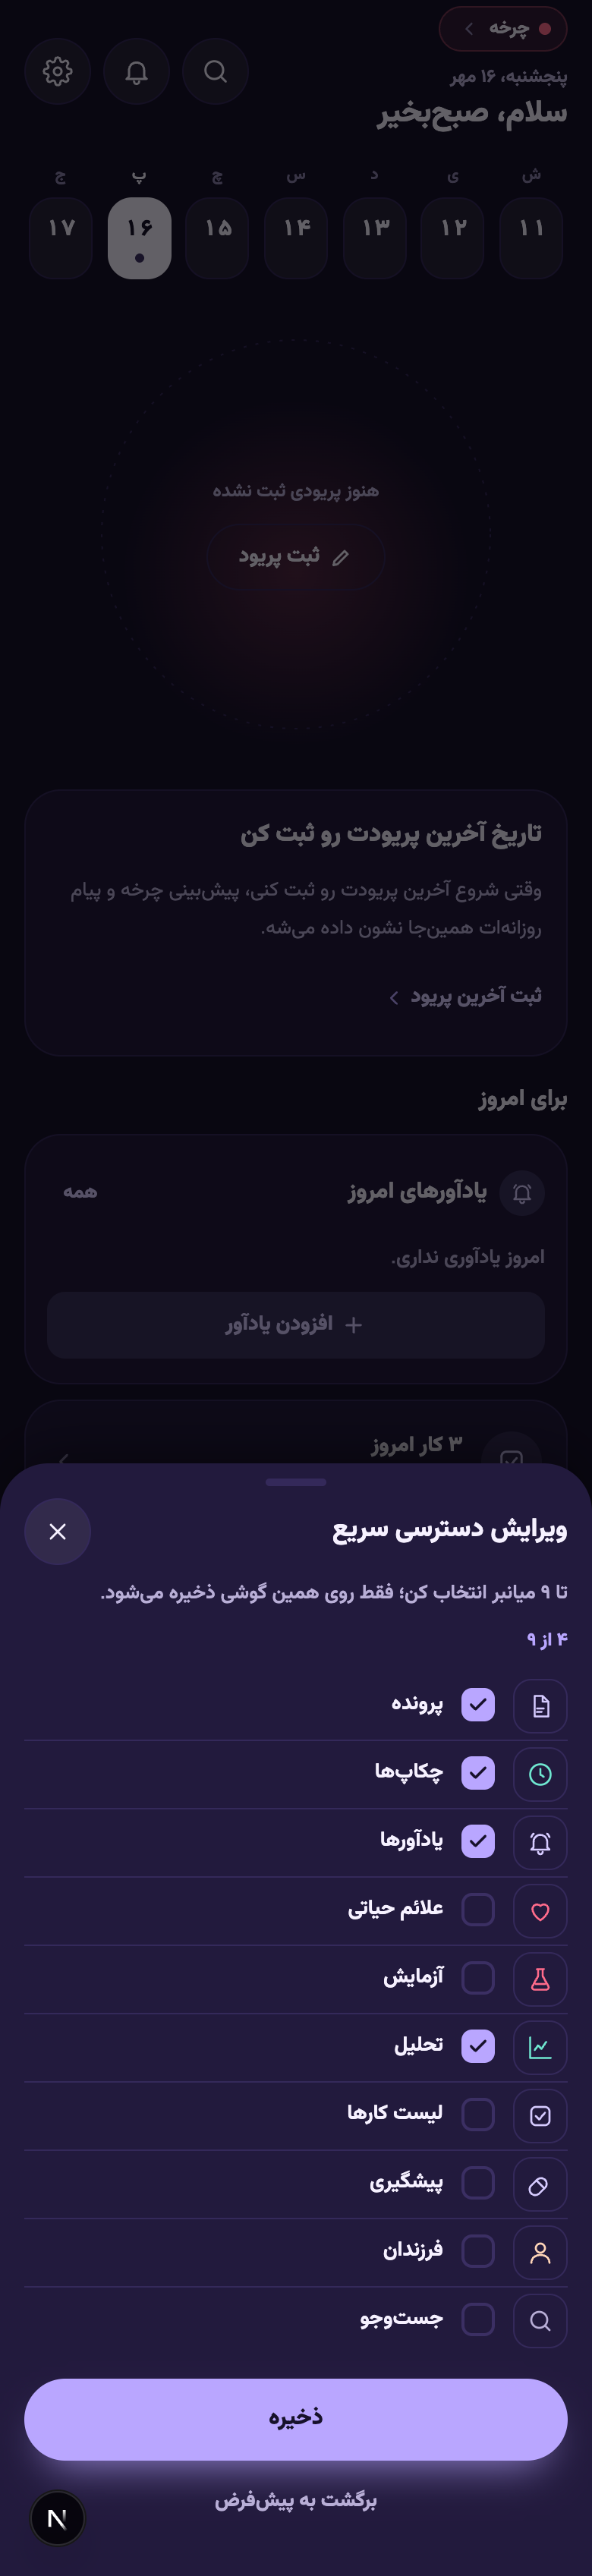 چرخه
پنجشنبه، ۱۶ مهر
سلام، صبح‌بخیر
ش ی د س چ پ ج
۱۱ ۱۲ ۱۳ ۱۴ ۱۵ ۱۶ ۱۷
هنوز پریودی ثبت نشده
ثبت پریود
تاریخ آخرین پریودت رو ثبت کن
وقتی شروع آخرین پریودت رو ثبت کنی، پیش‌بینی چرخه و پیام
روزانه‌ات همین‌جا نشون داده می‌شه.
ثبت آخرین پریود
برای امروز
یادآورهای امروز
همه
امروز یادآوری نداری.
افزودن یادآور
۳ کار امروز
ویرایش دسترسی سریع
تا ۹ میانبر انتخاب کن؛ فقط روی همین گوشی ذخیره می‌شود.
۴ از ۹
پرونده
چکاپ‌ها
یادآورها
علائم حیاتی
آزمایش
تحلیل
لیست کارها
پیشگیری
فرزندان
جست‌وجو
ذخیره
برگشت به پیش‌فرض
N